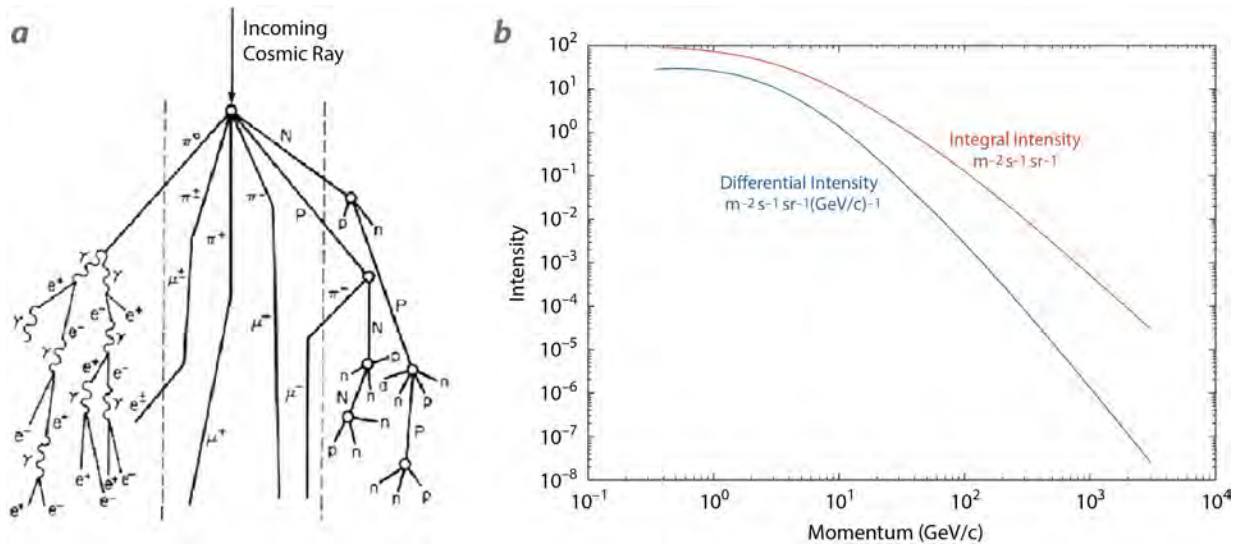 a
Incoming
Cosmic Ray
π° π± π+ π- N
P
p n
γ γ
e+
μ±
π-
P
e- e+
γ
e-
γ
μ+
N
e+
e-
n p
n
α n
n p
e±
μ-
N
n
P
e- e+
γ
μ+
p n
n n p
e+ e-
e+ e- e+ e-
b
10²
10¹
10⁰
10⁻¹
10⁻²
10⁻³
10⁻⁴
10⁻⁵
10⁻⁶
10⁻⁷
10⁻⁸
Intensity
Integral Intensity
m⁻² s⁻¹ sr⁻¹
Differential Intensity
m⁻² s⁻¹ sr⁻¹(GeV/c)⁻¹
10⁻¹ 10⁰ 10¹ 10² 10³ 10⁴
Momentum (GeV/c)